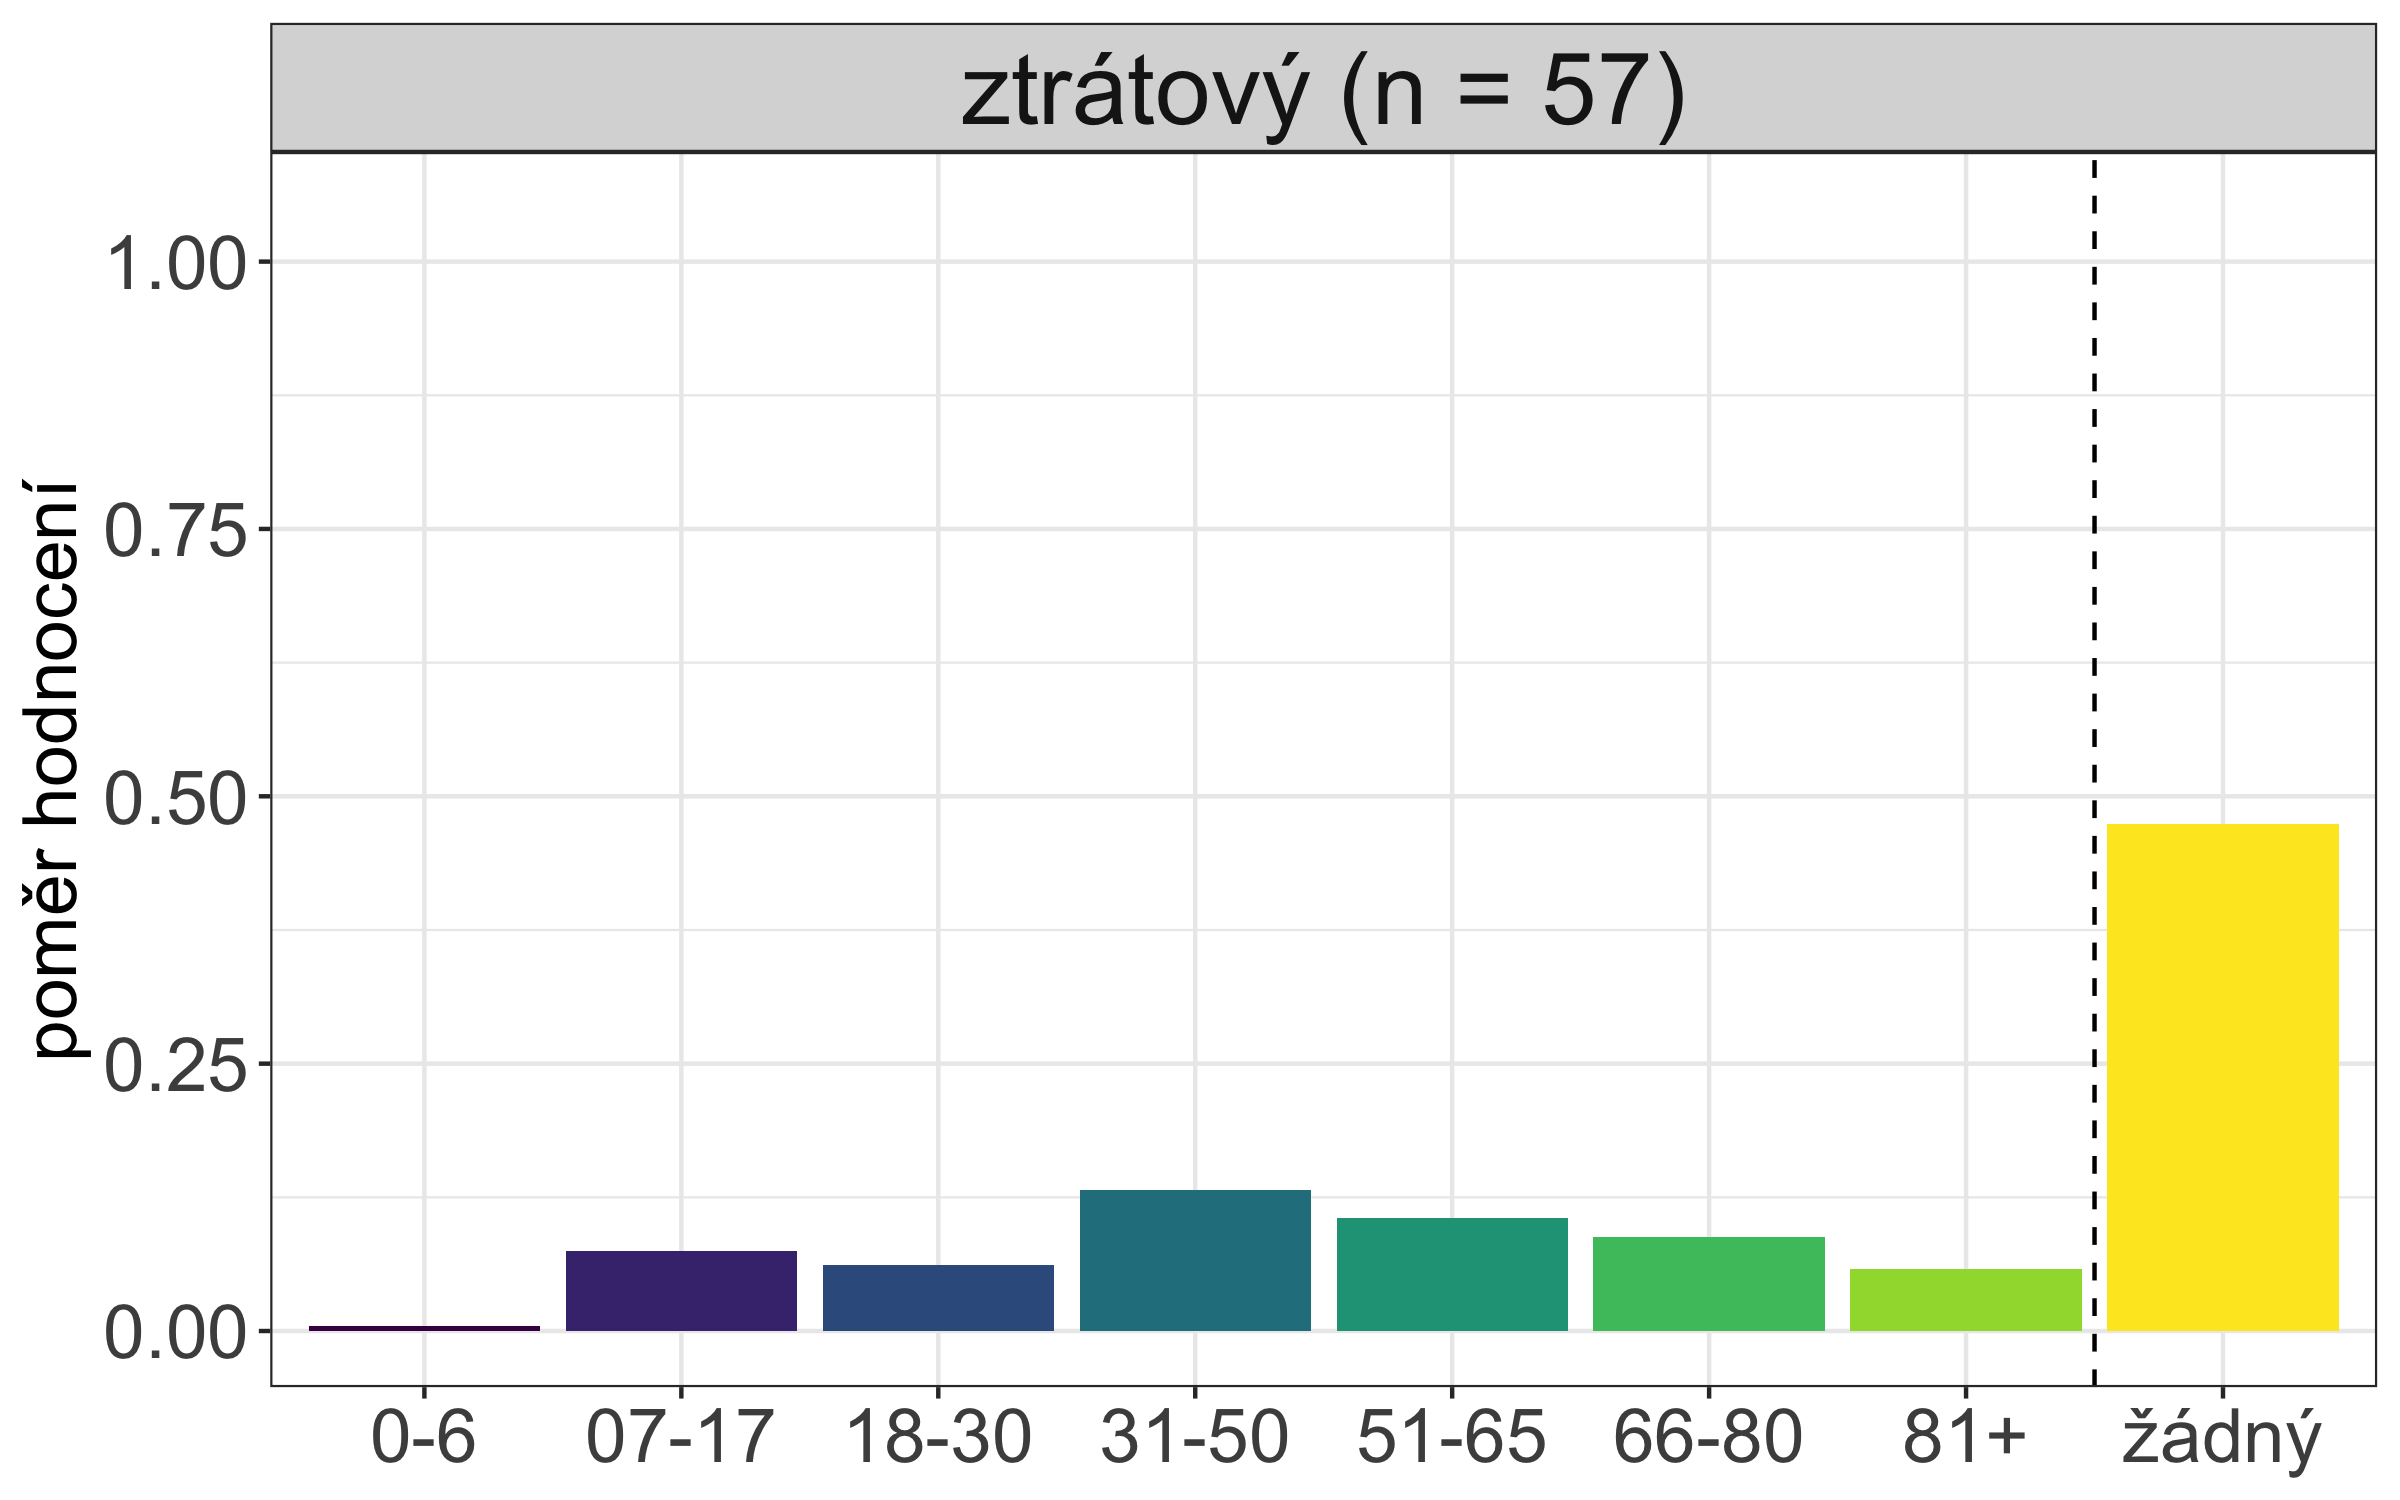 ztrátový (n = 57)
poměr hodnocení
1.00
0.75
0.50
0.25
0.00
0-6 07-17 18-30 31-50 51-65 66-80 81+ žádný